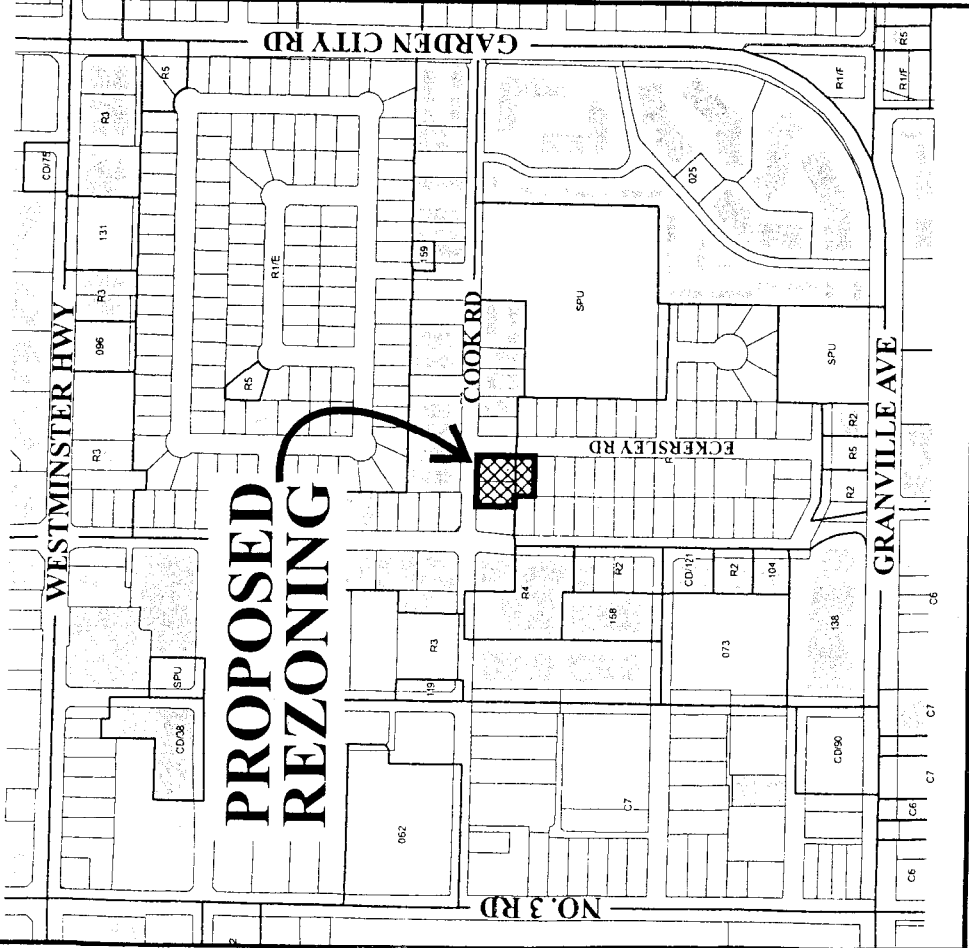 GARDEN CITY RD
R5
R3
CD/75
R5
R1/F
R1/F
131
025
R1/E
159
R3
WESTMINSTER HWY
096
COOK RD
SPU
R5
SPU
R3
ECKERSLEY RD
R
R2
R5
R2
GRANVILLE AVE
PROPOSED
REZONING
R4
R2
CD/121
R2
104
158
138
C6
R3
073
SPU
119
CD/38
CD/90
C7
C7
C7
062
C6
C6
NO. 3 RD
2